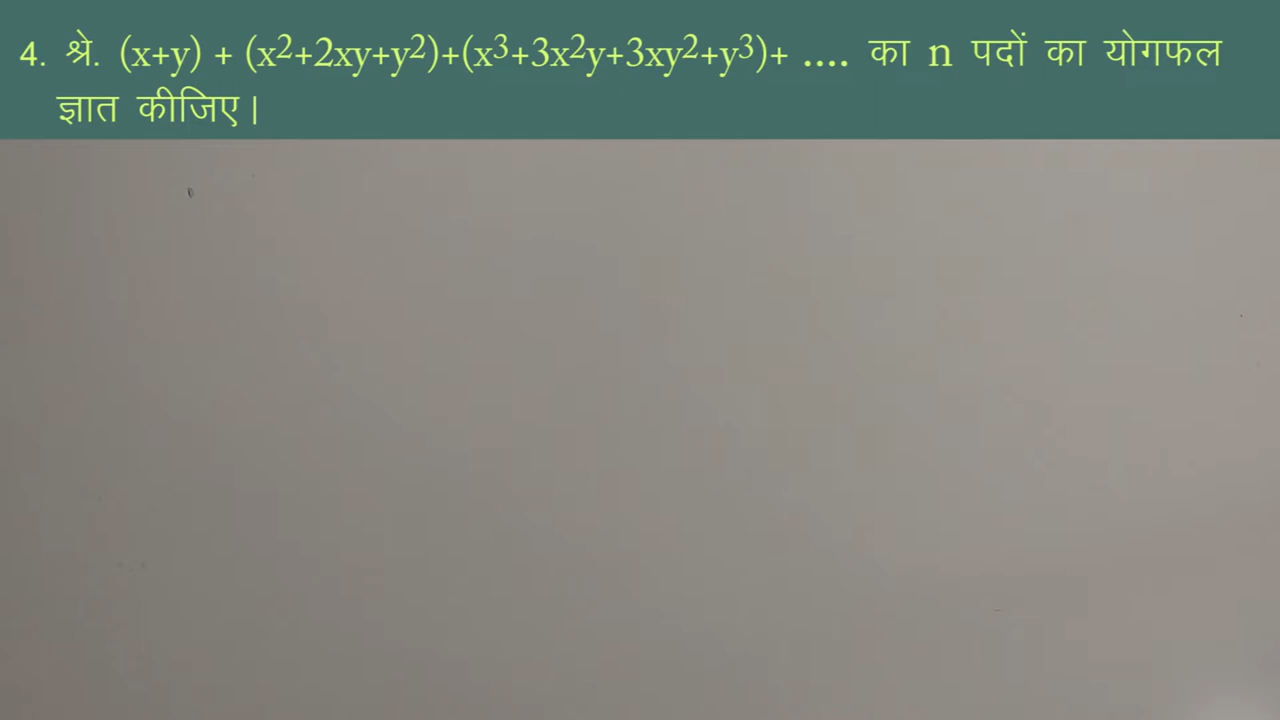 4. श्रे. (x+y) + (x²+2xy+y²)+(x³+3x²y+3xy²+y³)+ .... का n पदों का योगफल
ज्ञात कीजिए।